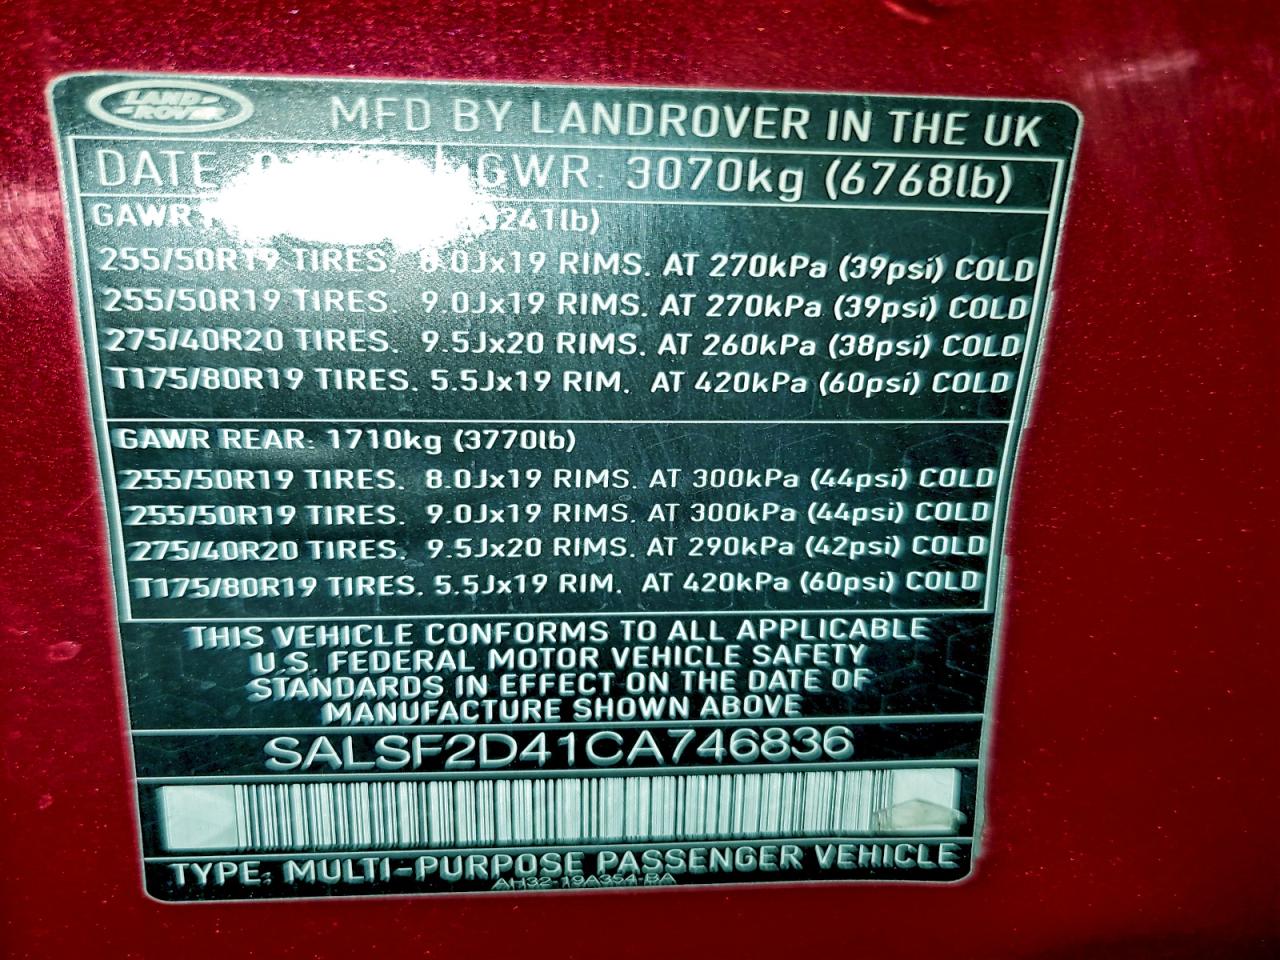 LAND ROVER
MFD BY LANDROVER IN THE UK
DATE GWR: 3070kg (6768lb)
GAWR 241lb)
255/50R19 TIRES. 8.0Jx19 RIMS. AT 270kPa (39psi) COLD
255/50R19 TIRES. 9.0Jx19 RIMS. AT 270kPa (39psi) COLD
275/40R20 TIRES. 9.5Jx20 RIMS. AT 260kPa (38psi) COLD
T175/80R19 TIRES. 5.5Jx19 RIM. AT 420kPa (60psi) COLD
GAWR REAR: 1710kg (3770lb)
255/50R19 TIRES. 8.0Jx19 RIMS. AT 300kPa (44psi) COLD
255/50R19 TIRES. 9.0Jx19 RIMS. AT 300kPa (44psi) COLD
275/40R20 TIRES. 9.5Jx20 RIMS. AT 290kPa (42psi) COLD
T175/80R19 TIRES. 5.5Jx19 RIM. AT 420kPa (60psi) COLD
THIS VEHICLE CONFORMS TO ALL APPLICABLE
U.S. FEDERAL MOTOR VEHICLE SAFETY
STANDARDS IN EFFECT ON THE DATE OF
MANUFACTURE SHOWN ABOVE
SALSF2D41CA746836
TYPE: MULTI-PURPOSE PASSENGER VEHICLE
AH32-19A354-BA